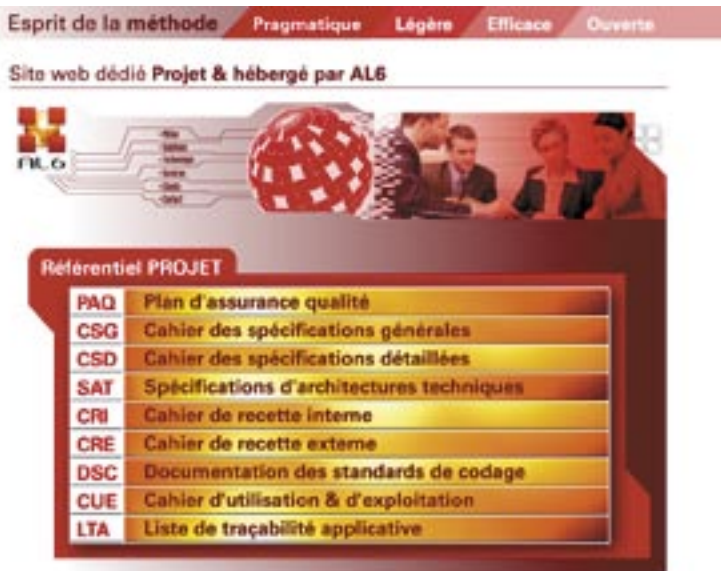 Esprit de la méthode Pragmatique Légère Efficace Ouverte
Site web dédié Projet & hébergé par AL6
AL6
Référentiel PROJET
PAQ Plan d'assurance qualité
CSG Cahier des spécifications générales
CSD Cahier des spécifications détaillées
SAT Spécifications d'architectures techniques
CRI Cahier de recette interne
CRE Cahier de recette externe
DSC Documentation des standards de codage
CUE Cahier d'utilisation & d'exploitation
LTA Liste de traçabilité applicative